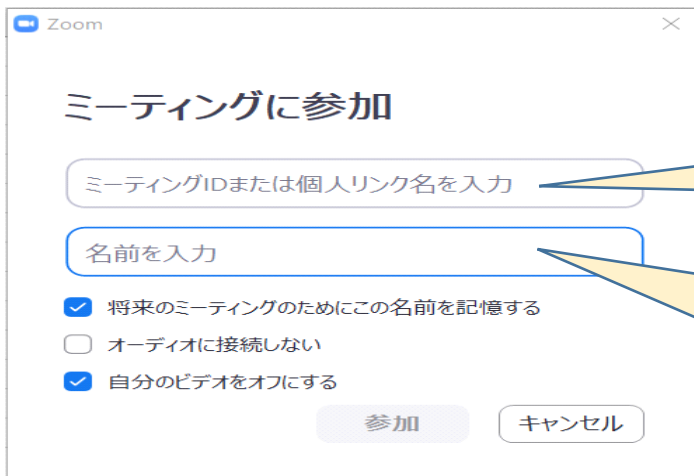 Zoom
ミーティングに参加
ミーティングIDまたは個人リンク名を入力
名前を入力
将来のミーティングのためにこの名前を記憶する
オーディオに接続しない
自分のビデオをオフにする
参加 キャンセル